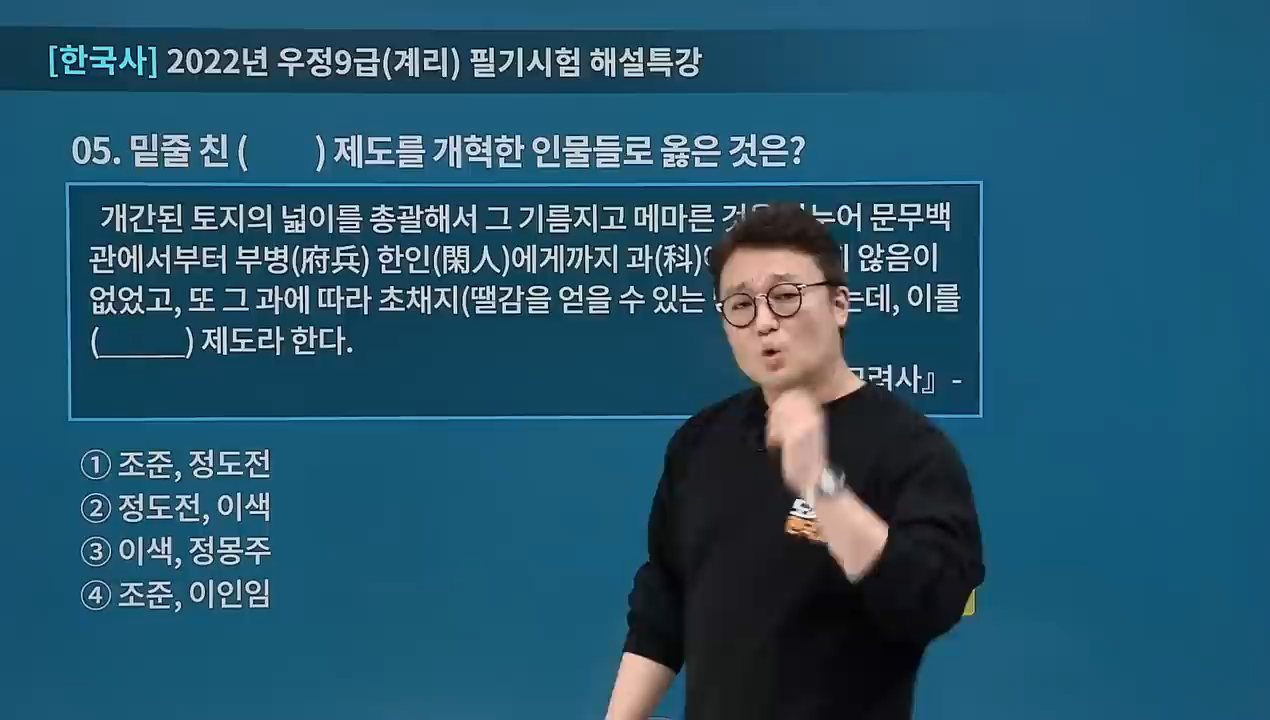 [한국사] 2022년 우정9급(계리) 필기시험 해설특강
05. 밑줄 친 (      ) 제도를 개혁한 인물들로 옳은 것은?
개간된 토지의 넓이를 총괄해서 그 기름지고 메마른 문무백
관에서부터 부병(府兵) 한인(閑人)에게까지 과(科) 않음이
없었고, 또 그 과에 따라 초채지(땔감을 얻을 수 있는 이를
(______) 제도라 한다.
-
① 조준, 정도전
② 정도전, 이색
③ 이색, 정몽주
④ 조준, 이인임